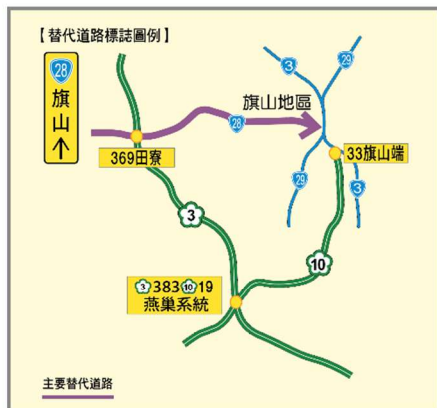 【替代道路標誌圖例】
28
旗山↑
3
29
旗山地區
28
369田寮
33旗山端
29
3
3
10
3 383 10 19
燕巢系統
主要替代道路